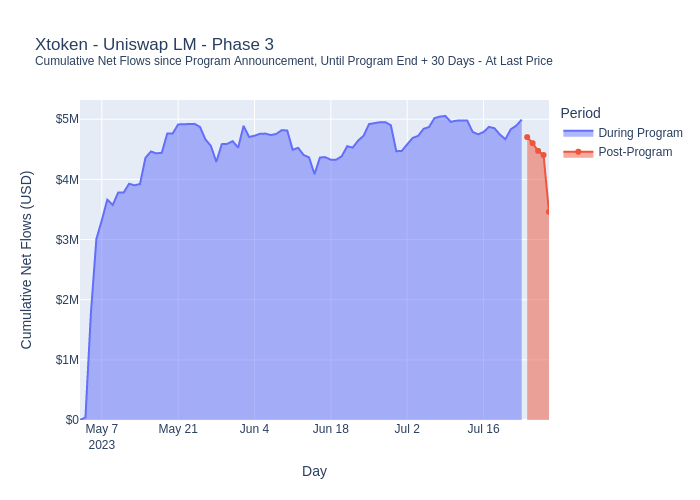 Xtoken - Uniswap LM - Phase 3
Cumulative Net Flows since Program Announcement, Until Program End + 30 Days - At Last Price
Period
During Program
Post-Program
Cumulative Net Flows (USD)
$5M
$4M
$3M
$2M
$1M
$0
May 7
2023
May 21
Jun 4
Jun 18
Jul 2
Jul 16
Day